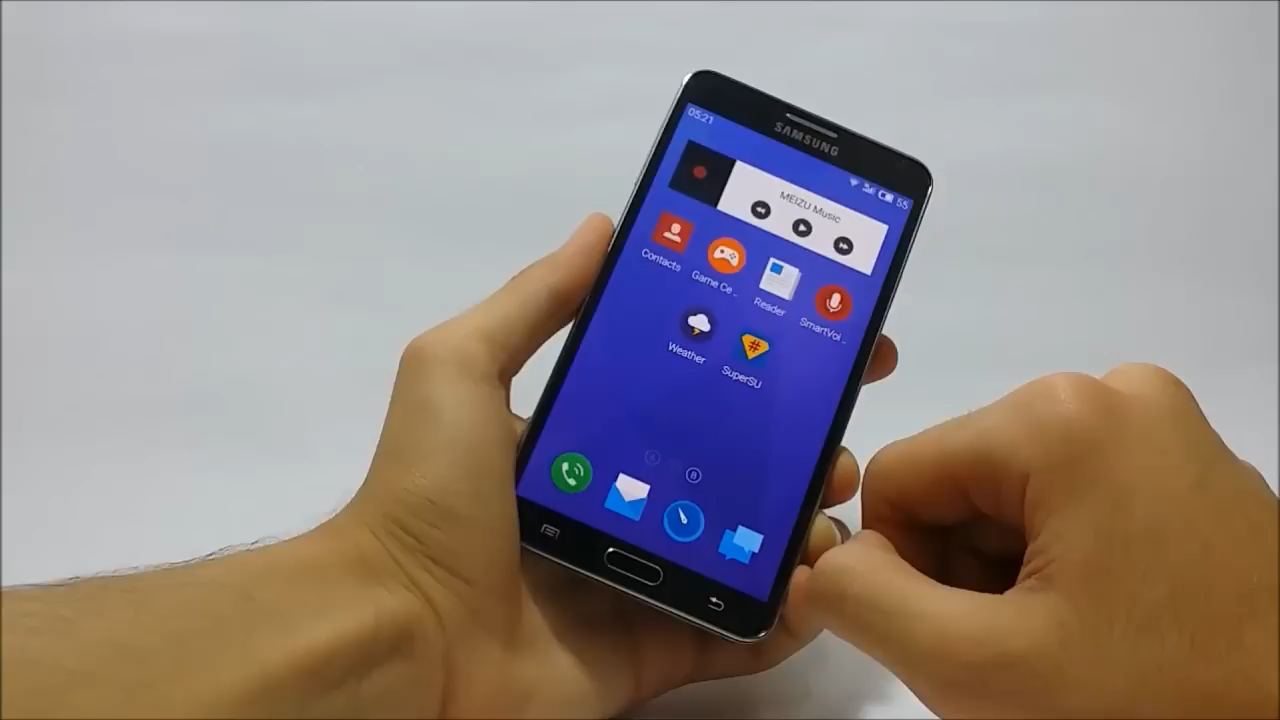 SAMSUNG
05:21
55
MEIZU Music
Contacts
Game Ce...
Reader
SmartVoi...
Weather
SuperSU
B